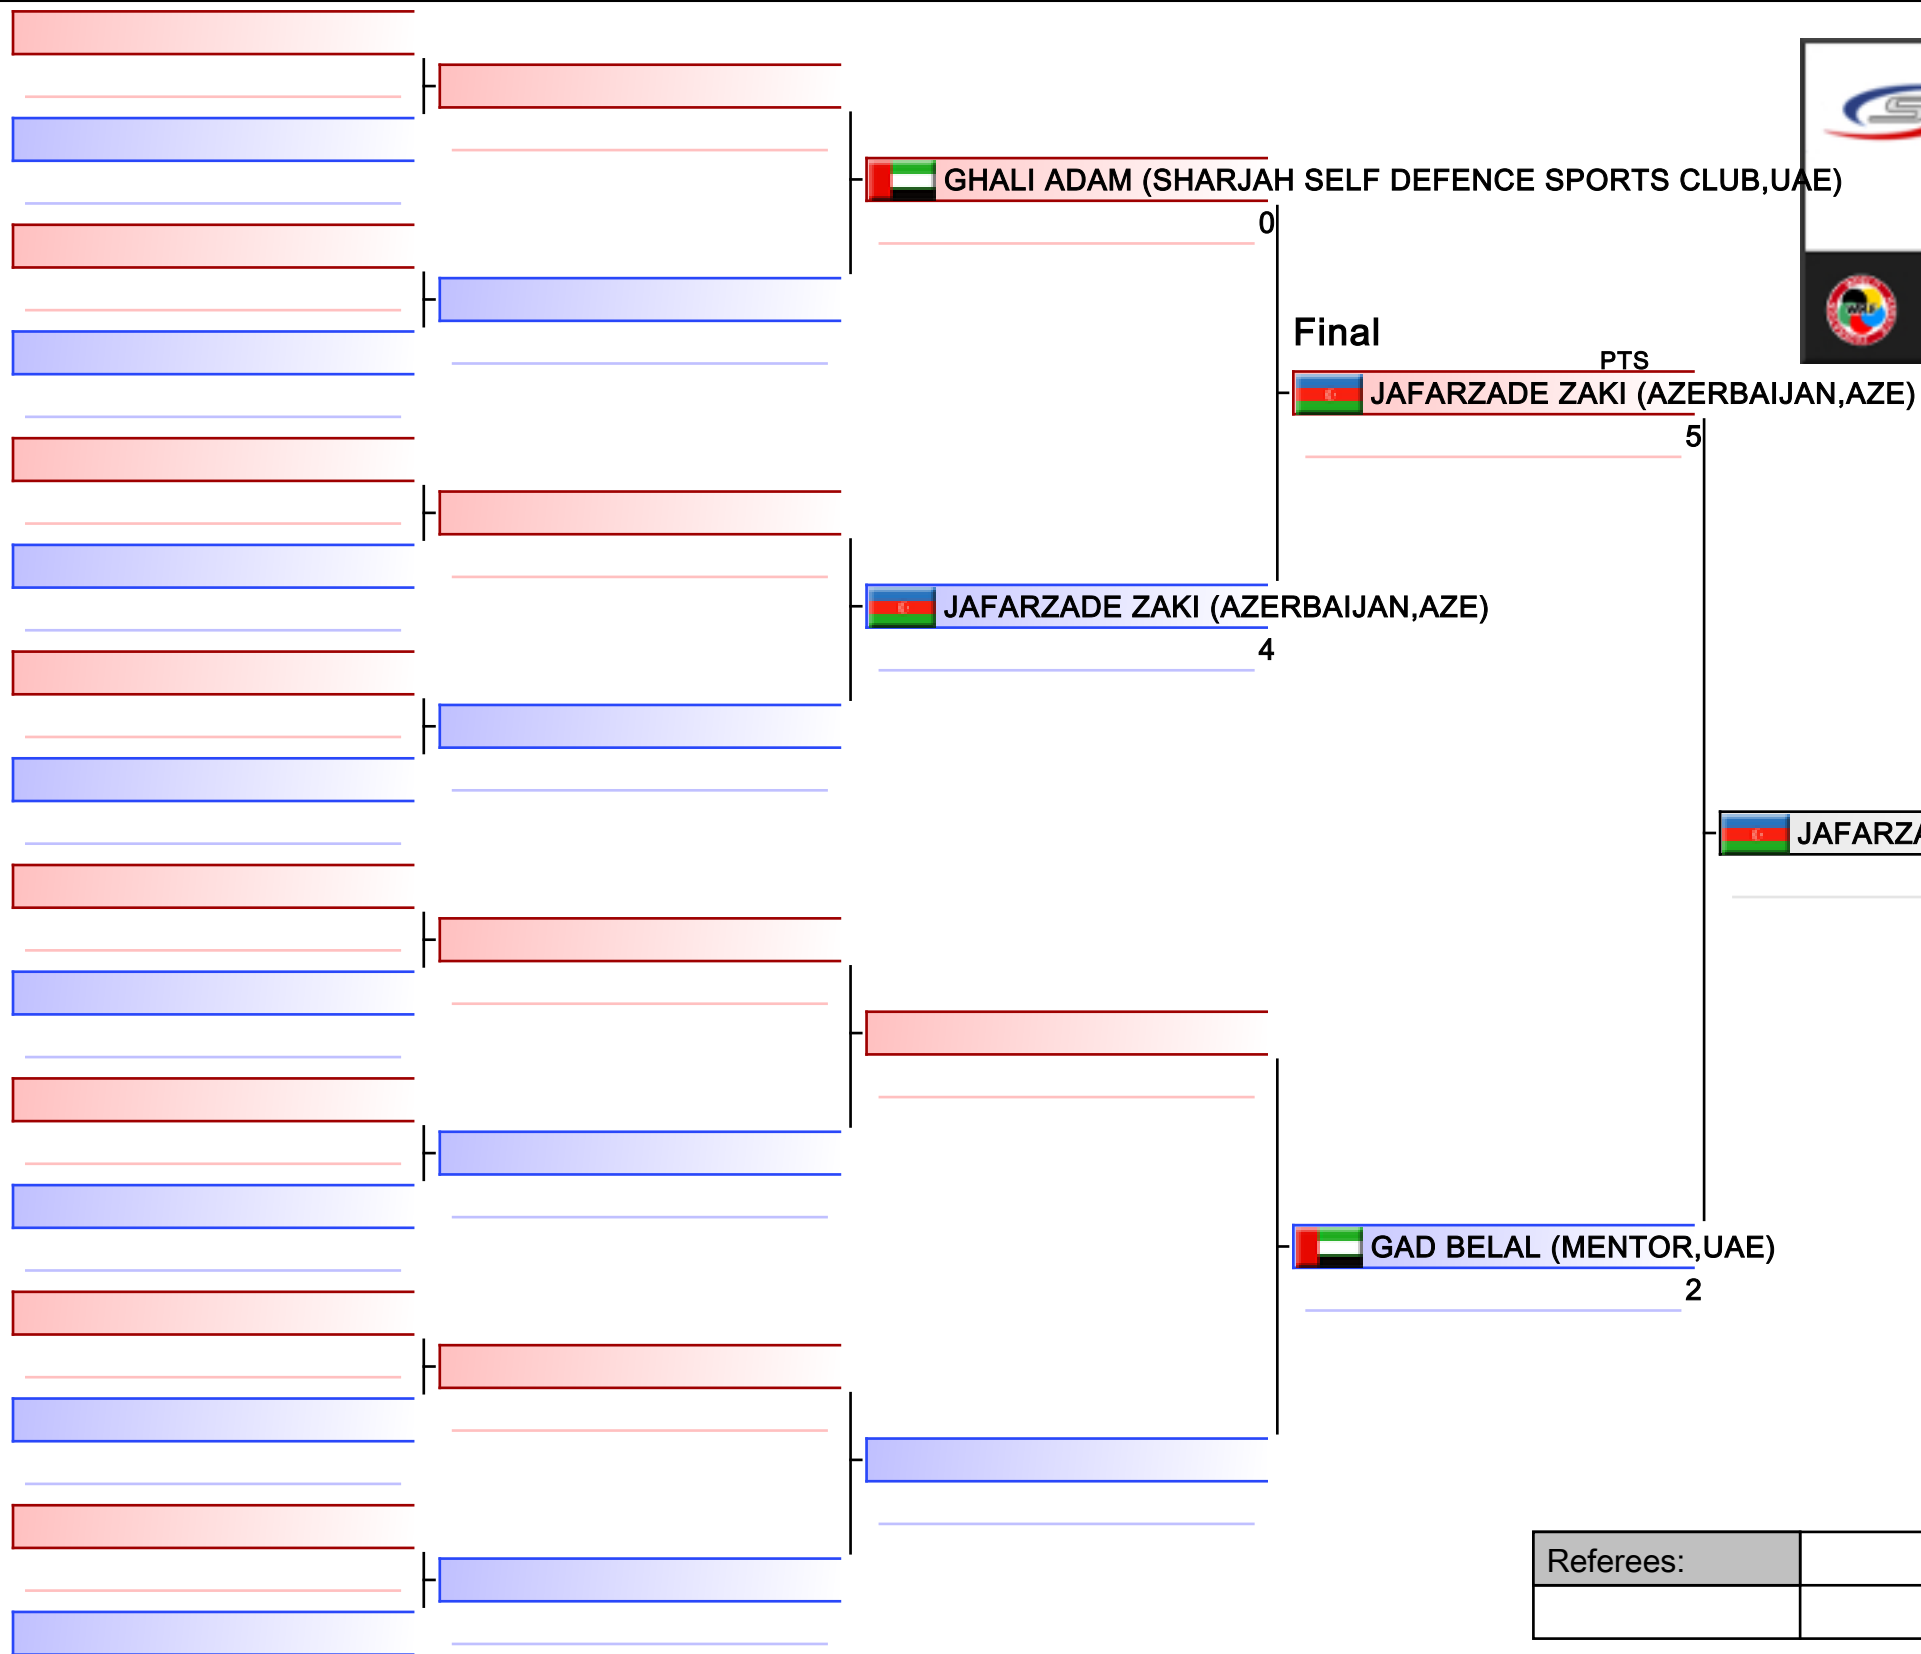 GHALI ADAM (SHARJAH SELF DEFENCE SPORTS CLUB,UAE)
0
Final
PTS
JAFARZADE ZAKI (AZERBAIJAN,AZE)
5
JAFARZADE ZAKI (AZERBAIJAN,AZE)
4
JAFARZA
GAD BELAL (MENTOR,UAE)
2
Referees: